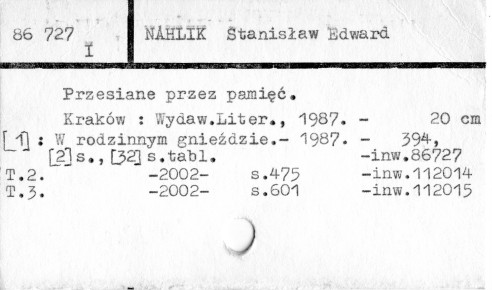 86 727
I
NAHLIK Stanisław Edward
Przesiane przez pamięć.
Kraków : Wydaw.Liter., 1987. - 20 cm
[1] : W rodzinnym gnieździe.- 1987. - 394,
[2] s., [32] s.tabl. -inw.86727
T.2. -2002- s.475 -inw.112014
T.3. -2002- s.601 -inw.112015